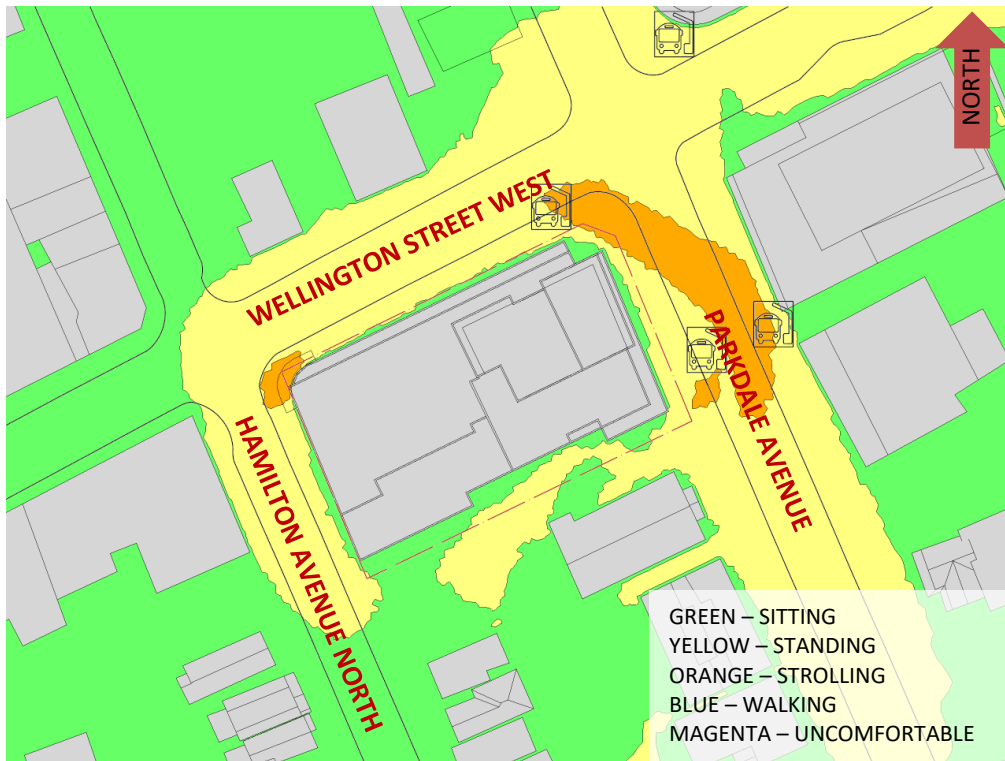 NORTH
WELLINGTON STREET WEST
PARKDALE AVENUE
HAMILTON AVENUE NORTH
GREEN – SITTING
YELLOW – STANDING
ORANGE – STROLLING
BLUE – WALKING
MAGENTA – UNCOMFORTABLE